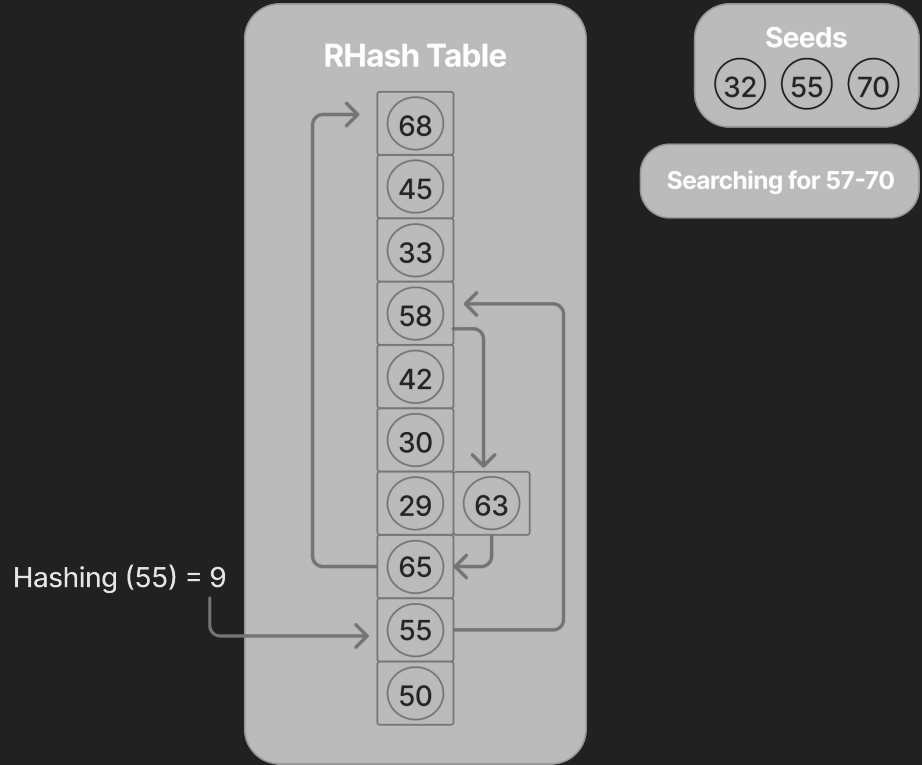 RHash Table
68
45
33
58
42
30
29 63
65
55
50
Hashing (55) = 9
Seeds
32 55 70
Searching for 57-70